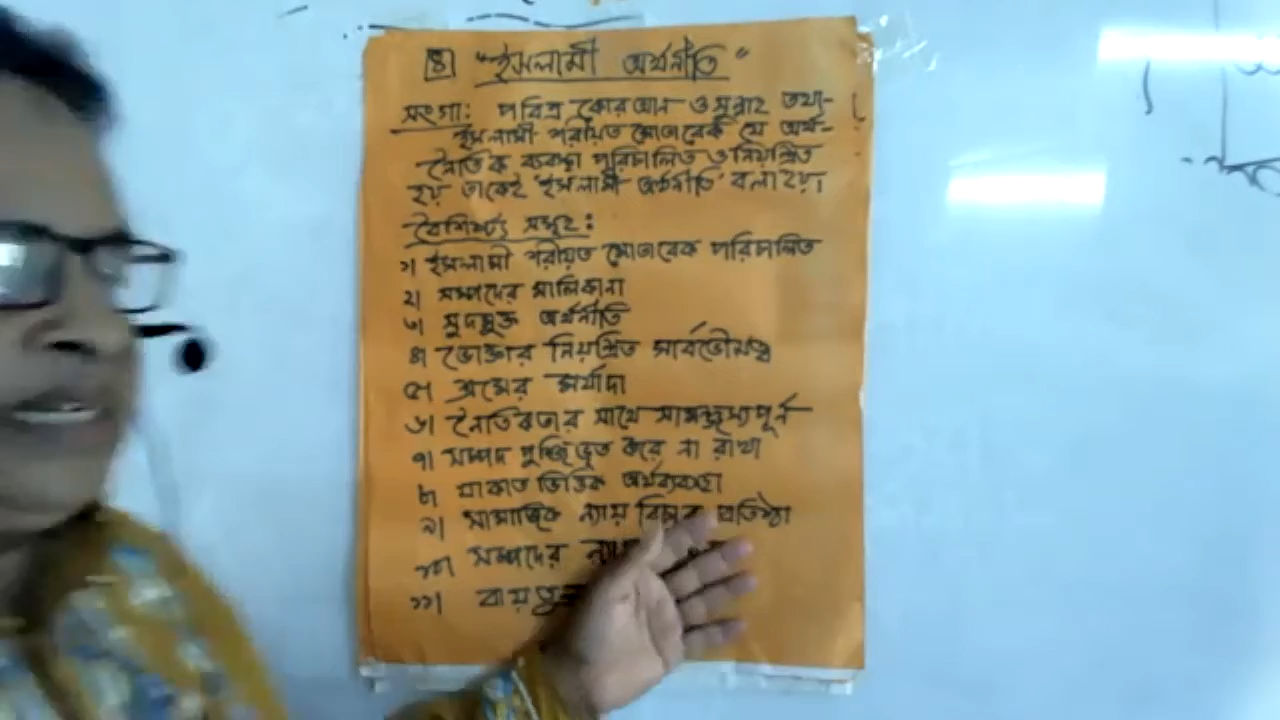 ৪ "ইসলামী অর্থনীতি"
সংগা: পবিত্র কোরআন ও সুন্নাহ তথা-
ইসলামী শরীয়ত মোতাবেক যে অর্থ-
নৈতিক ব্যবস্থা পরিচালিত ও নিয়ন্ত্রিত
হয় তাকেই 'ইসলামী অর্থনীতি' বলা হয়।
বৈশিষ্ট্য সমূহ:
১। ইসলামী শরীয়ত মোতাবেক পরিচালিত
২। সম্পদের মালিকানা
৩। সুদমুক্ত অর্থনীতি
৪। ভোক্তার নিয়ন্ত্রিত সার্বভৌমত্ব
৫। শ্রমের মর্যাদা
৬। নৈতিকতার সাথে সামঞ্জস্যপূর্ন
৭। সম্পদ পুঞ্জিভূত করে না রাখা
৮। যাকাত ভিত্তিক অর্থব্যবস্থা
৯। সামাজিক ন্যায় বিচার প্রতিষ্ঠা
১০। সম্পদের
১১।